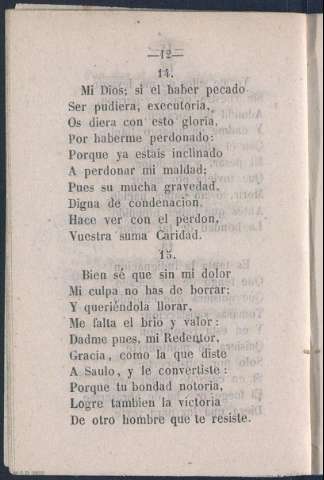 —12—
14.
Mi Dios; si el haber pecado
Ser pudiera, executoria,
Os diera con esto gloria,
Por haberme perdonado:
Porque ya estais inclinado
A perdonar mi maldad;
Pues su mucha gravedad,
Digna de condenacion,
Hace ver con el perdon,
Vuestra suma Caridad.
15.
Bien sé que sin mi dolor
Mi culpa no has de borrar:
Y queriéndola llorar,
Me falta el brio y valor:
Dadme pues, mi Redentor,
Gracia, como la que diste
A Saulo, y le convertiste:
Porque tu bondad notoria,
Logre tambien la victoria
De otro hombre que te resiste.